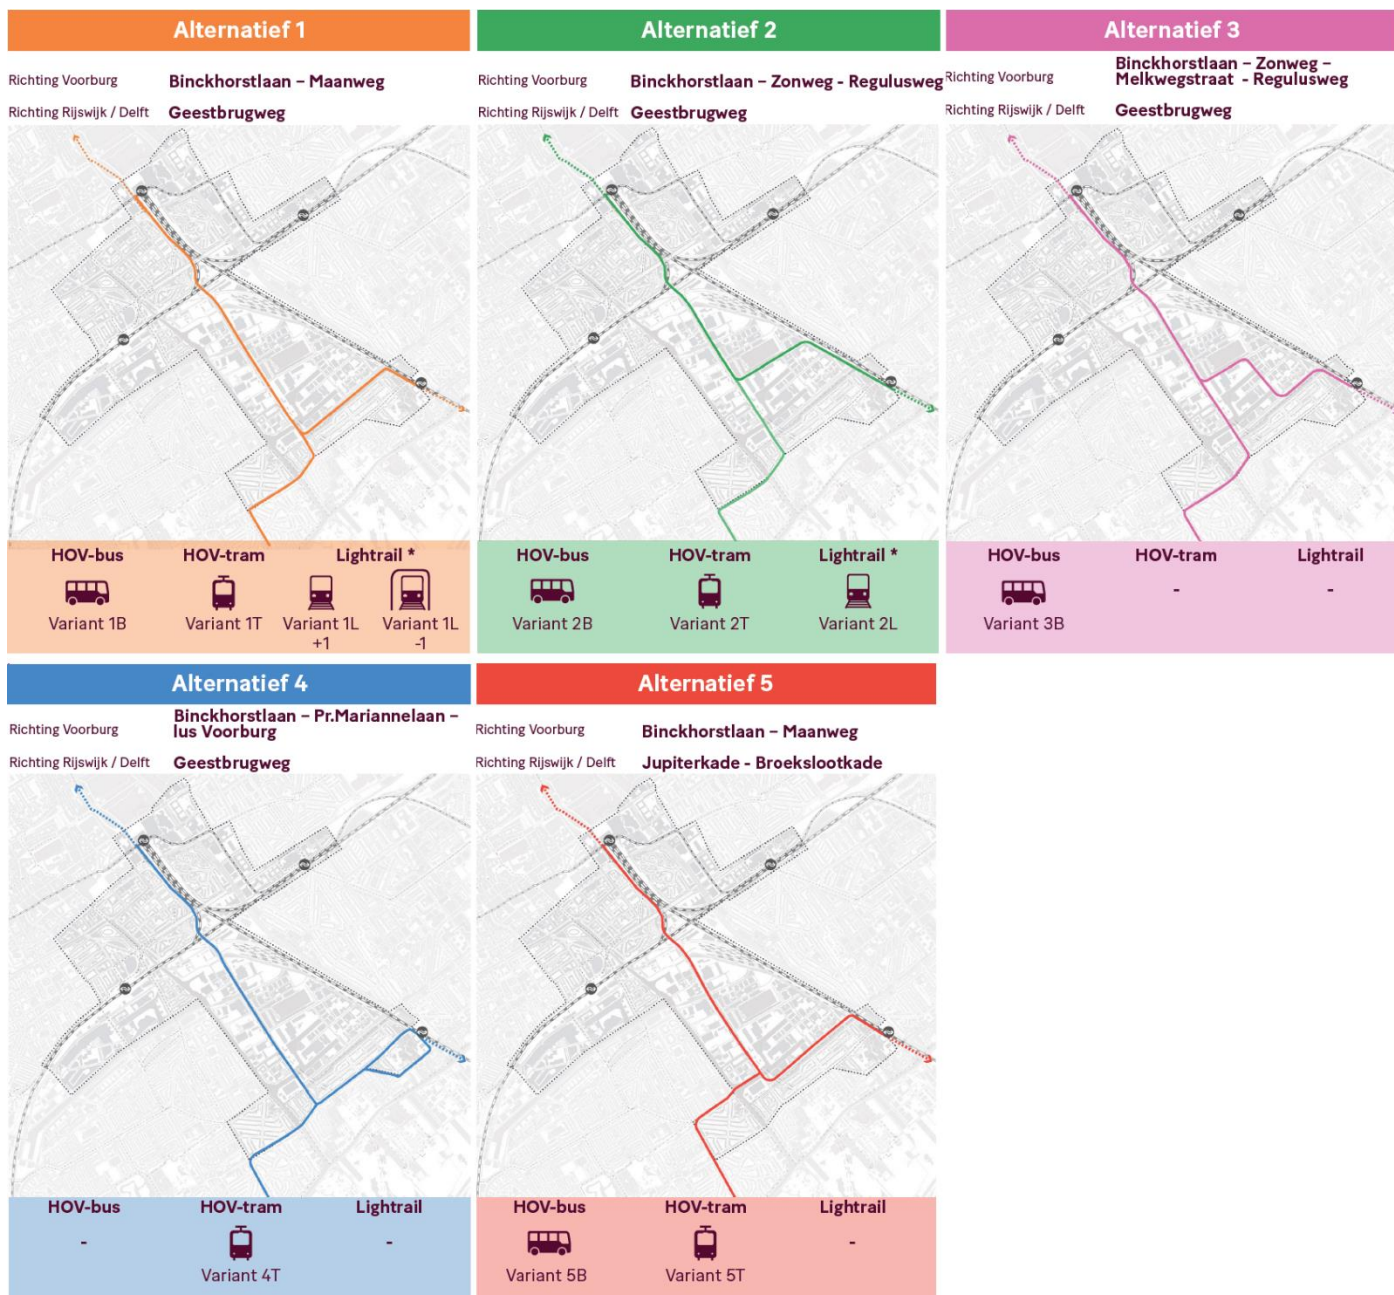 Alternatief 1
Richting Voorburg
Binckhorstlaan – Maanweg
Richting Rijswijk / Delft
Geestbrugweg
HOV-bus
HOV-tram
Lightrail *
Variant 1B
Variant 1T
Variant 1L
+1
Variant 1L
-1
Alternatief 2
Richting Voorburg
Binckhorstlaan – Zonweg - Regulusweg
Richting Rijswijk / Delft
Geestbrugweg
HOV-bus
HOV-tram
Lightrail *
Variant 2B
Variant 2T
Variant 2L
Alternatief 3
Richting Voorburg
Binckhorstlaan – Zonweg –
Melkwegstraat - Regulusweg
Richting Rijswijk / Delft
Geestbrugweg
HOV-bus
HOV-tram
Lightrail
-
-
Variant 3B
Alternatief 4
Richting Voorburg
Binckhorstlaan – Pr.Mariannelaan –
lus Voorburg
Richting Rijswijk / Delft
Geestbrugweg
HOV-bus
HOV-tram
Lightrail
-
-
Variant 4T
Alternatief 5
Richting Voorburg
Binckhorstlaan – Maanweg
Richting Rijswijk / Delft
Jupiterkade - Broekslootkade
HOV-bus
HOV-tram
Lightrail
-
Variant 5B
Variant 5T